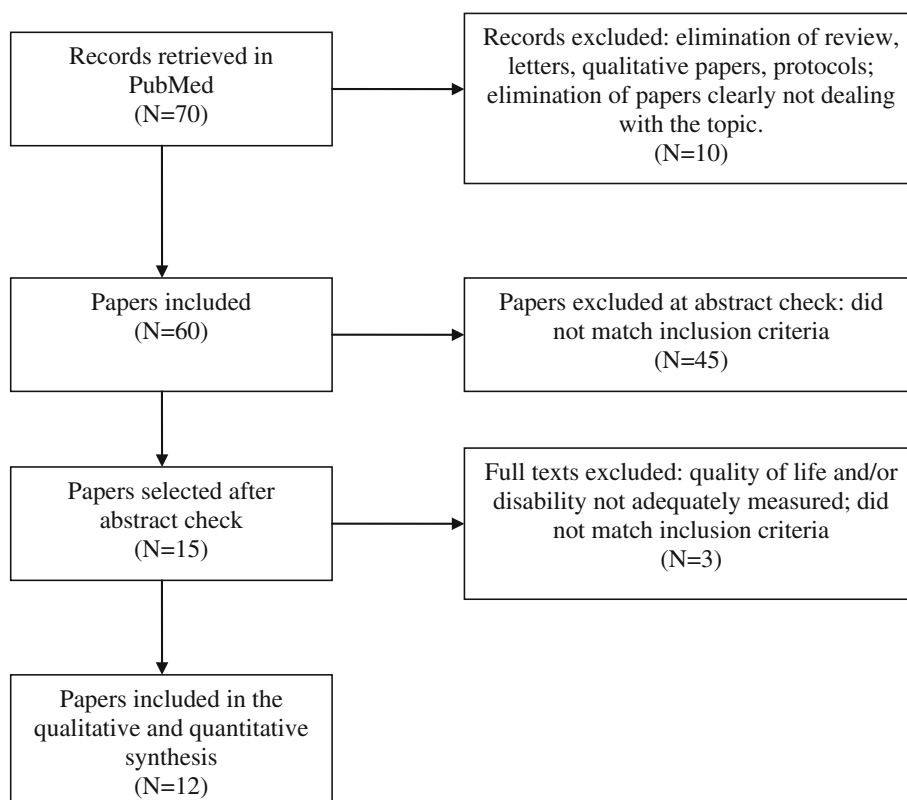 Records retrieved in
PubMed
(N=70)
Records excluded: elimination of review,
letters, qualitative papers, protocols;
elimination of papers clearly not dealing
with the topic.
(N=10)
Papers included
(N=60)
Papers excluded at abstract check: did
not match inclusion criteria
(N=45)
Papers selected after
abstract check
(N=15)
Full texts excluded: quality of life and/or
disability not adequately measured; did
not match inclusion criteria
(N=3)
Papers included in the
qualitative and quantitative
synthesis
(N=12)